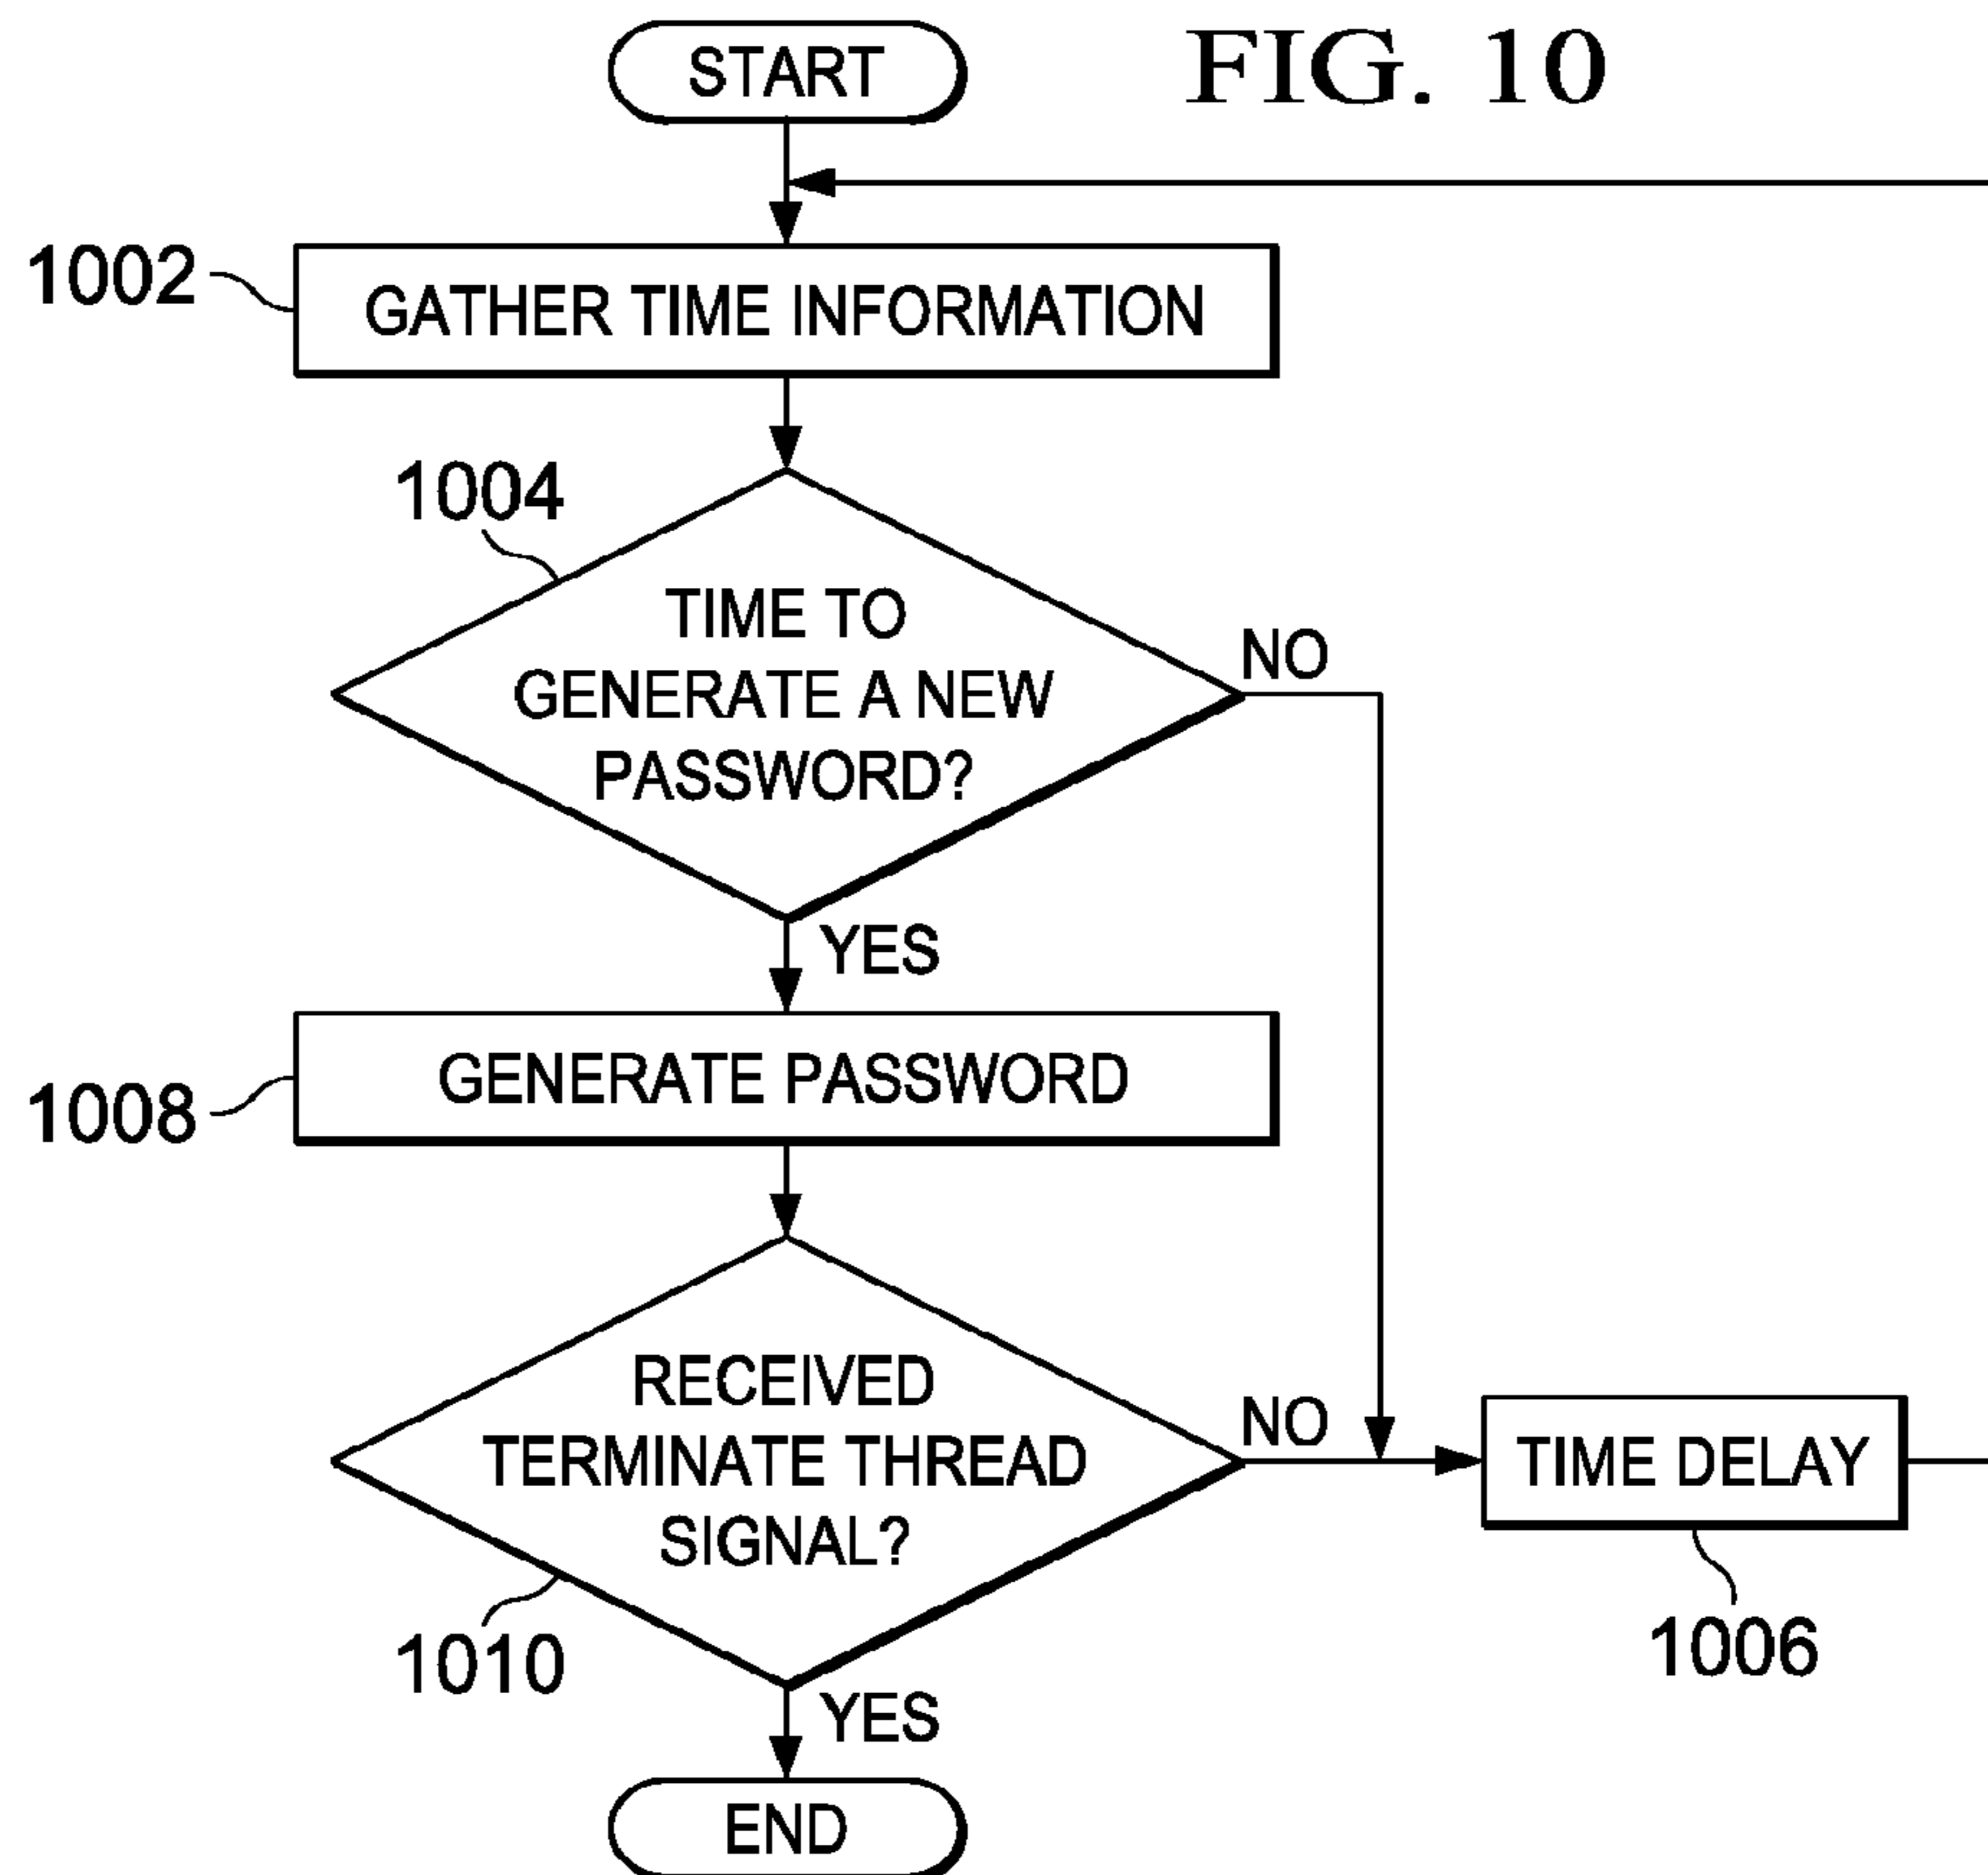 START
FIG. 10
1002
GATHER TIME INFORMATION
1004
TIME TO
GENERATE A NEW
PASSWORD?
NO
YES
1008
GENERATE PASSWORD
RECEIVED
TERMINATE THREAD
SIGNAL?
NO
TIME DELAY
1006
1010
YES
END